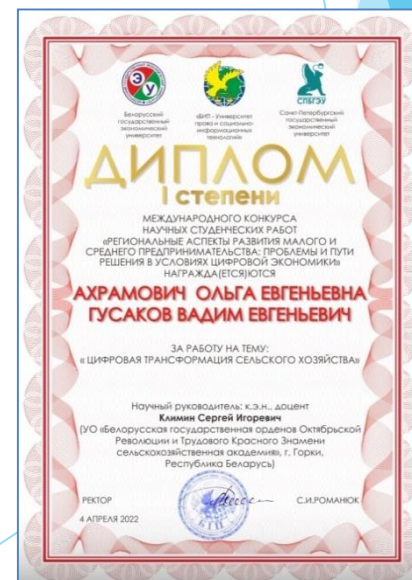 Белорусский
государственный
экономический
университет
«БИП - Университет
права и социально-
информационных
технологий»
Санкт-Петербургский
государственный
экономический
университет
СПБГЭУ
ДИПЛОМ
I степени
МЕЖДУНАРОДНОГО КОНКУРСА
НАУЧНЫХ СТУДЕНЧЕСКИХ РАБОТ
«РЕГИОНАЛЬНЫЕ АСПЕКТЫ РАЗВИТИЯ МАЛОГО И
СРЕДНЕГО ПРЕДПРИНИМАТЕЛЬСТВА: ПРОБЛЕМЫ И ПУТИ
РЕШЕНИЯ В УСЛОВИЯХ ЦИФРОВОЙ ЭКОНОМИКИ»
НАГРАЖДА(ЕТСЯ)ЮТСЯ
АХРАМОВИЧ ОЛЬГА ЕВГЕНЬЕВНА
ГУСАКОВ ВАДИМ ЕВГЕНЬЕВИЧ
ЗА РАБОТУ НА ТЕМУ:
« ЦИФРОВАЯ ТРАНСФОРМАЦИЯ СЕЛЬСКОГО ХОЗЯЙСТВА»
Научный руководитель: к.э.н., доцент
Климин Сергей Игоревич
(УО «Белорусская государственная орденов Октябрьской
Революции и Трудового Красного Знамени
сельскохозяйственная академия», г. Горки,
Республика Беларусь)
РЕКТОР С.И.РОМАНЮК
4 АПРЕЛЯ 2022